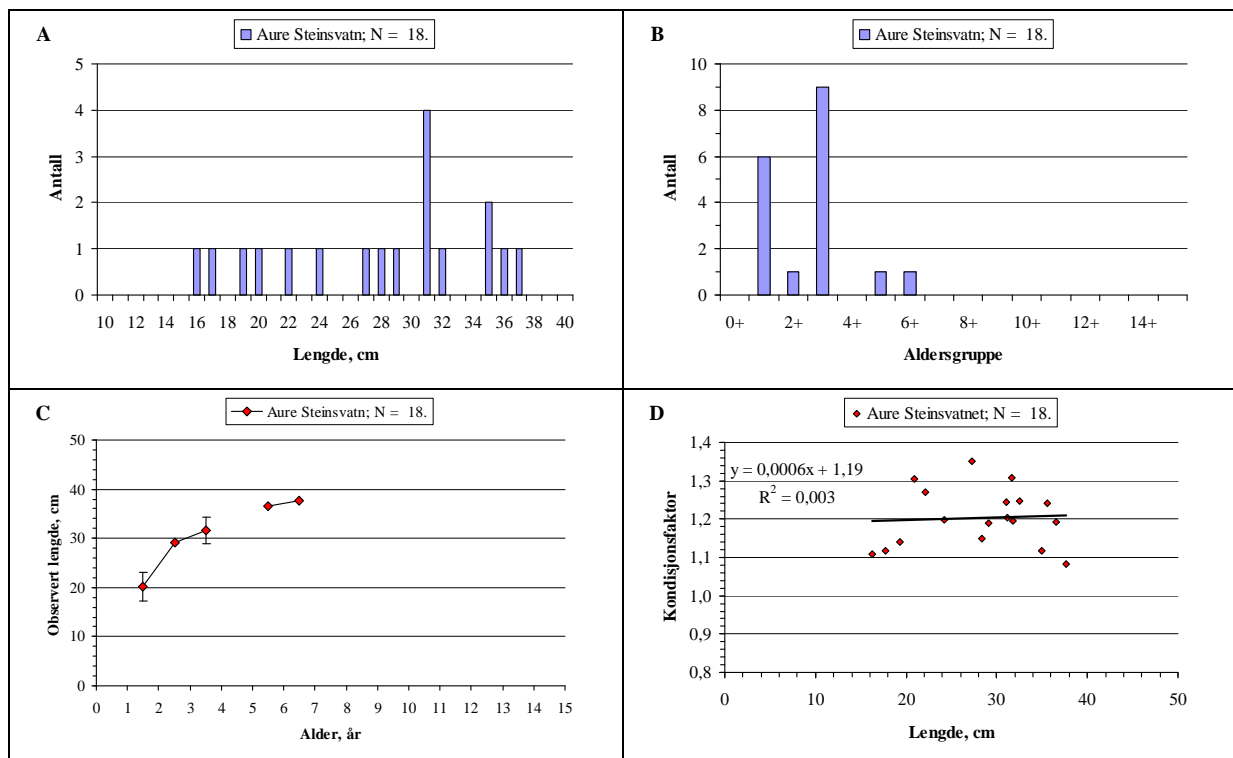 A
Aure Steinsvatn; N = 18.
5
4
3
2
1
0
Antall
10 12 14 16 18 20 22 24 26 28 30 32 34 36 38 40
Lengde, cm
B
Aure Steinsvatn; N = 18.
10
8
6
4
2
0
Antall
0+ 2+ 4+ 6+ 8+ 10+ 12+ 14+
Aldersgruppe
C
Aure Steinsvatn; N = 18.
50
40
30
20
10
0
Observert lengde, cm
0 1 2 3 4 5 6 7 8 9 10 11 12 13 14 15
Alder, år
D
Aure Steinsvatnet; N = 18.
y = 0,0006x + 1,19
R² = 0,003
1,4
1,3
1,2
1,1
1,0
0,9
0,8
Kondisjonsfaktor
0 10 20 30 40 50
Lengde, cm